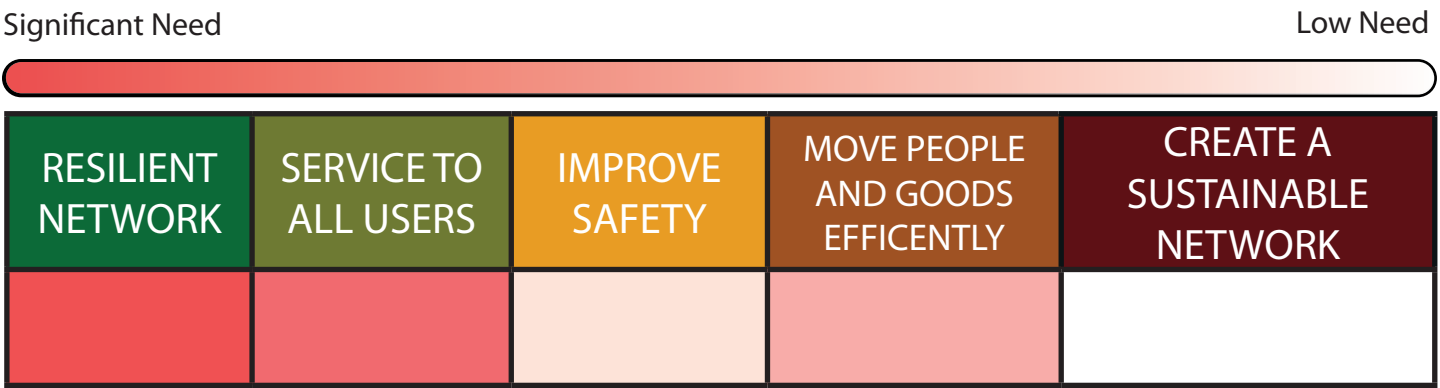 Significant Need
Low Need
RESILIENT
NETWORK
SERVICE TO
ALL USERS
IMPROVE
SAFETY
MOVE PEOPLE
AND GOODS
EFFICENTLY
CREATE A
SUSTAINABLE
NETWORK